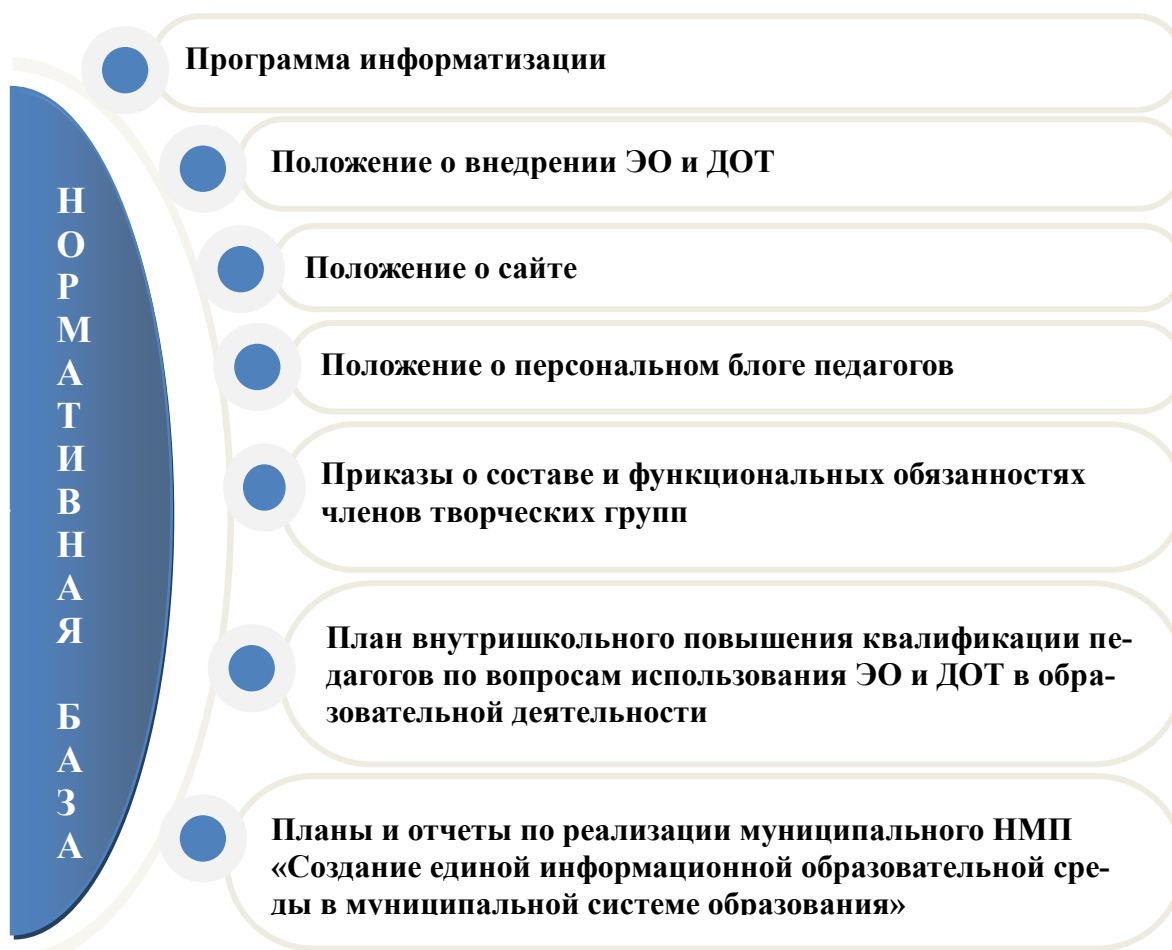 НОРМАТИВНАЯ БАЗА
Программа информатизации
Положение о внедрении ЭО и ДОТ
Положение о сайте
Положение о персональном блоге педагогов
Приказы о составе и функциональных обязанностях
членов творческих групп
План внутришкольного повышения квалификации пе-
дагогов по вопросам использования ЭО и ДОТ в обра-
зовательной деятельности
Планы и отчеты по реализации муниципального НМП
«Создание единой информационной образовательной сре-
ды в муниципальной системе образования»